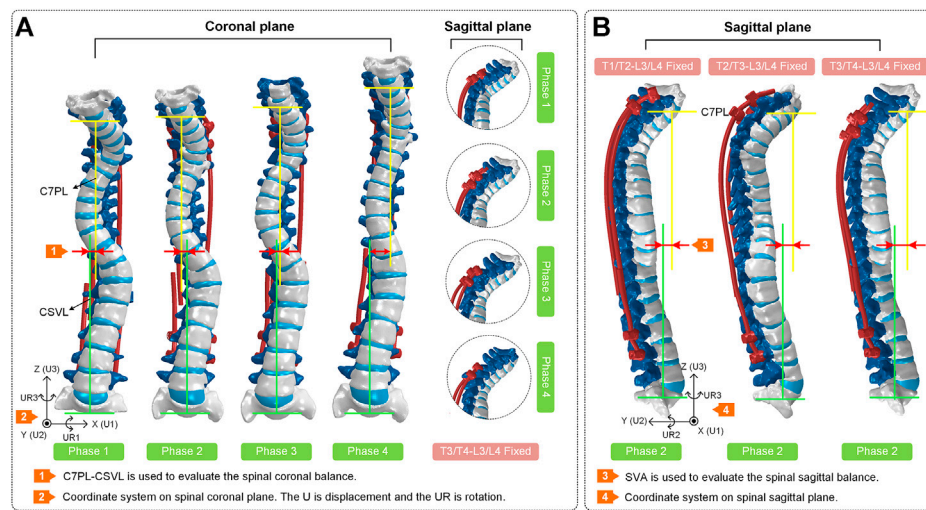 A
Coronal plane
Sagittal plane
Phase 1
Phase 2
Phase 3
Phase 4
C7PL
1
CSVL
Z (U3)
UR3
2
X (U1)
Y (U2)
UR1
Phase 1
Phase 2
Phase 3
Phase 4
T3/T4-L3/L4 Fixed
1 C7PL-CSVL is used to evaluate the spinal coronal balance.
2 Coordinate system on spinal coronal plane. The U is displacement and the UR is rotation.
B
Sagittal plane
T1/T2-L3/L4 Fixed
T2/T3-L3/L4 Fixed
T3/T4-L3/L4 Fixed
C7PL
3
Z (U3)
UR3
4
Y (U2)
X (U1)
UR2
Phase 2
Phase 2
Phase 2
3 SVA is used to evaluate the spinal sagittal balance.
4 Coordinate system on spinal sagittal plane.